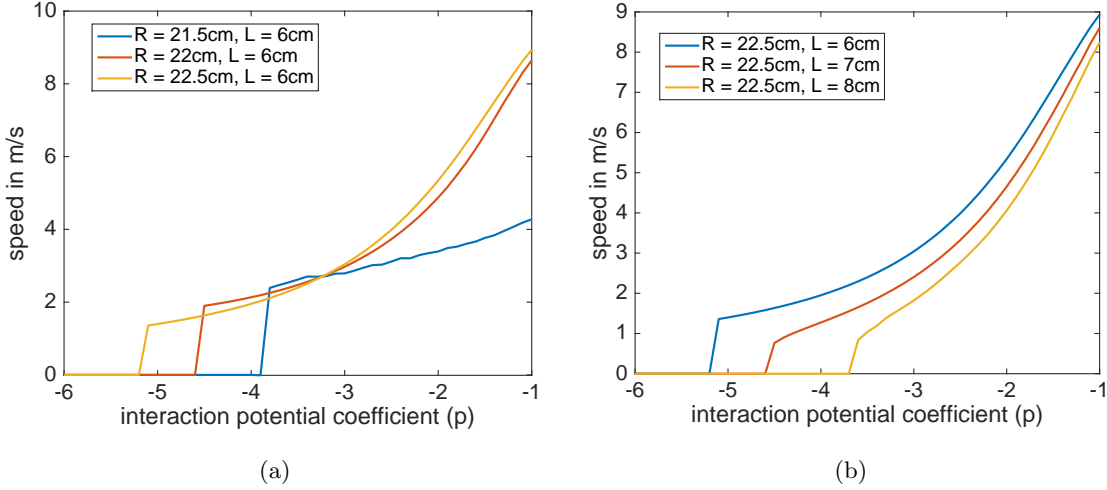 10
8
6
4
2
0
speed in m/s
R = 21.5cm, L = 6cm
R = 22cm, L = 6cm
R = 22.5cm, L = 6cm
-6 -5 -4 -3 -2 -1
interaction potential coefficient (p)
(a)
9
8
7
6
5
4
3
2
1
0
speed in m/s
R = 22.5cm, L = 6cm
R = 22.5cm, L = 7cm
R = 22.5cm, L = 8cm
-6 -5 -4 -3 -2 -1
interaction potential coefficient (p)
(b)